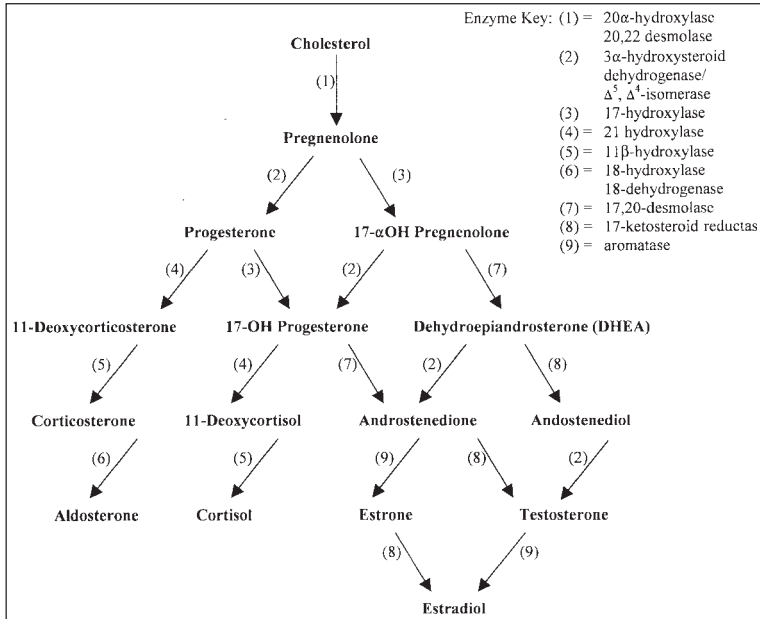 Enzyme Key: (1) = 20α-hydroxylase
20,22 desmolase
(2) 3α-hydroxysteroid
dehydrogenase/
Δ⁵, Δ⁴-isomerase
(3) 17-hydroxylase
(4) = 21 hydroxylase
(5) = 11β-hydroxylase
(6) = 18-hydroxylase
18-dehydrogenase
(7) = 17,20-desmolase
(8) = 17-ketosteroid reductas
(9) = aromatase
Cholesterol
(1)
Pregnenolone
(2) (3)
Progesterone 17-αOH Pregnenolone
(4) (3) (2) (7)
11-Deoxycorticosterone 17-OH Progesterone Dehydroepiandrosterone (DHEA)
(5) (4) (7) (2) (8)
Corticosterone 11-Deoxycortisol Androstenedione Andostenediol
(6) (5) (9) (8) (2)
Aldosterone Cortisol Estrone Testosterone
(8) (9)
Estradiol